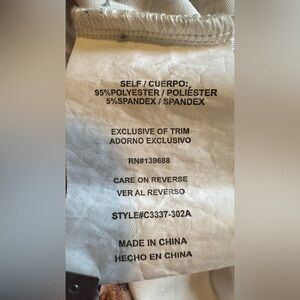 SELF / CUERPO:
95%POLYESTER / POLIÉSTER
5%SPANDEX / SPANDEX
EXCLUSIVE OF TRIM
ADORNO EXCLUSIVO
RN#139688
CARE ON REVERSE
VER AL REVERSO
STYLE#C3337-302A
MADE IN CHINA
HECHO EN CHINA